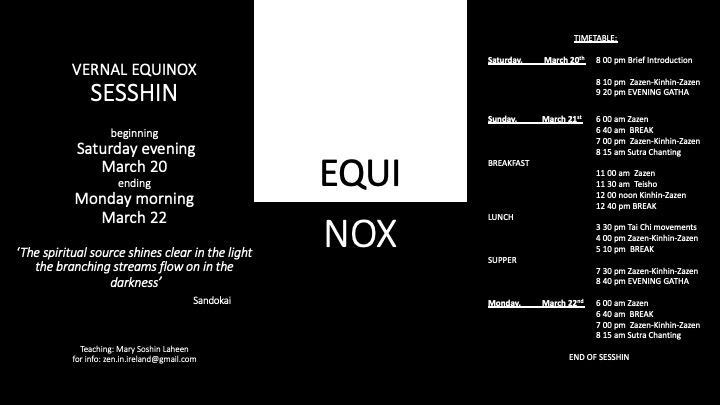 VERNAL EQUINOX
SESSHIN
beginning
Saturday evening
March 20
ending
Monday morning
March 22
‘The spiritual source shines clear in the light
the branching streams flow on in the
darkness’
Sandokai
Teaching: Mary Soshin Laheen
for info: zen.in.ireland@gmail.com
EQUI
NOX
TIMETABLE:
Saturday, March 20th 8 00 pm Brief Introduction
8 10 pm Zazen-Kinhin-Zazen
9 20 pm EVENING GATHA
Sunday, March 21st 6 00 am Zazen
6 40 am BREAK
7 00 pm Zazen-Kinhin-Zazen
8 15 am Sutra Chanting
BREAKFAST
11 00 am Zazen
11 30 am Teisho
12 00 noon Kinhin-Zazen
12 40 pm BREAK
LUNCH
3 30 pm Tai Chi movements
4 00 pm Zazen-Kinhin-Zazen
5 10 pm BREAK
SUPPER
7 30 pm Zazen-Kinhin-Zazen
8 40 pm EVENING GATHA
Monday, March 22nd 6 00 am Zazen
6 40 am BREAK
7 00 pm Zazen-Kinhin-Zazen
8 15 am Sutra Chanting
END OF SESSHIN